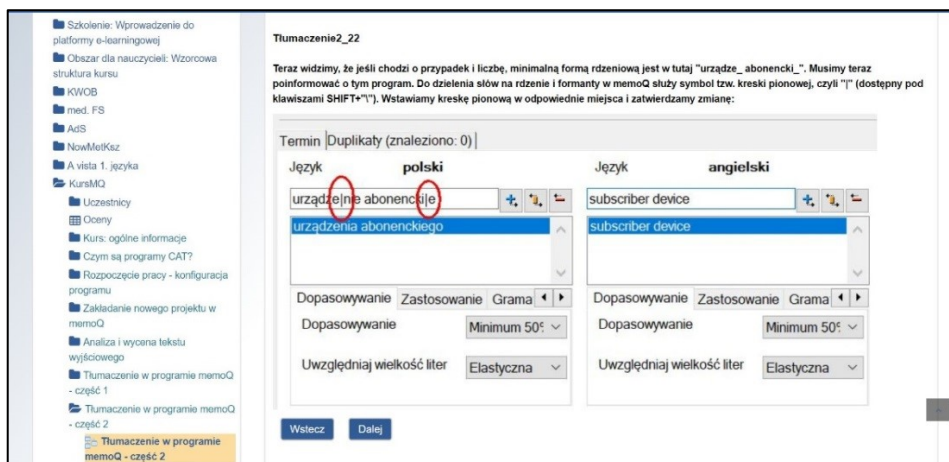 Szkolenie: Wprowadzenie do
platformy e-learningowej
Obszar dla nauczycieli: Wzorcowa
struktura kursu
KWOB
med. FS
AdS
NowMetKsz
A vista 1. języka
KursMQ
Uczestnicy
Oceny
Kurs: ogólne informacje
Czym są programy CAT?
Rozpoczęcie pracy - konfiguracja
programu
Zakładanie nowego projektu w
memoQ
Analiza i wycena tekstu
wyjściowego
Tłumaczenie w programie memoQ
- część 1
Tłumaczenie w programie memoQ
- część 2
Tłumaczenie w programie
memoQ - część 2
Tłumaczenie2_22
Teraz widzimy, że jeśli chodzi o przypadek i liczbę, minimalną formą rdzeniową jest w tutaj "urządze_ abonencki_". Musimy teraz
poinformować o tym program. Do dzielenia słów na rdzenie i formanty w memoQ służy symbol tzw. kreski pionowej, czyli "|" (dostępny pod
klawiszami SHIFT+"\"). Wstawiamy kreskę pionową w odpowiednie miejsca i zatwierdzamy zmianę:
Termin Duplikaty (znaleziono: 0)
Język polski
urządze|nie abonencki|e
urządzenia abonenckiego
Dopasowywanie Zastosowanie Grama
Dopasowywanie Minimum 50%
Uwzględniaj wielkość liter Elastyczna
Język angielski
subscriber device
subscriber device
Dopasowywanie Zastosowanie Grama
Dopasowywanie Minimum 50%
Uwzględniaj wielkość liter Elastyczna
Wstecz Dalej